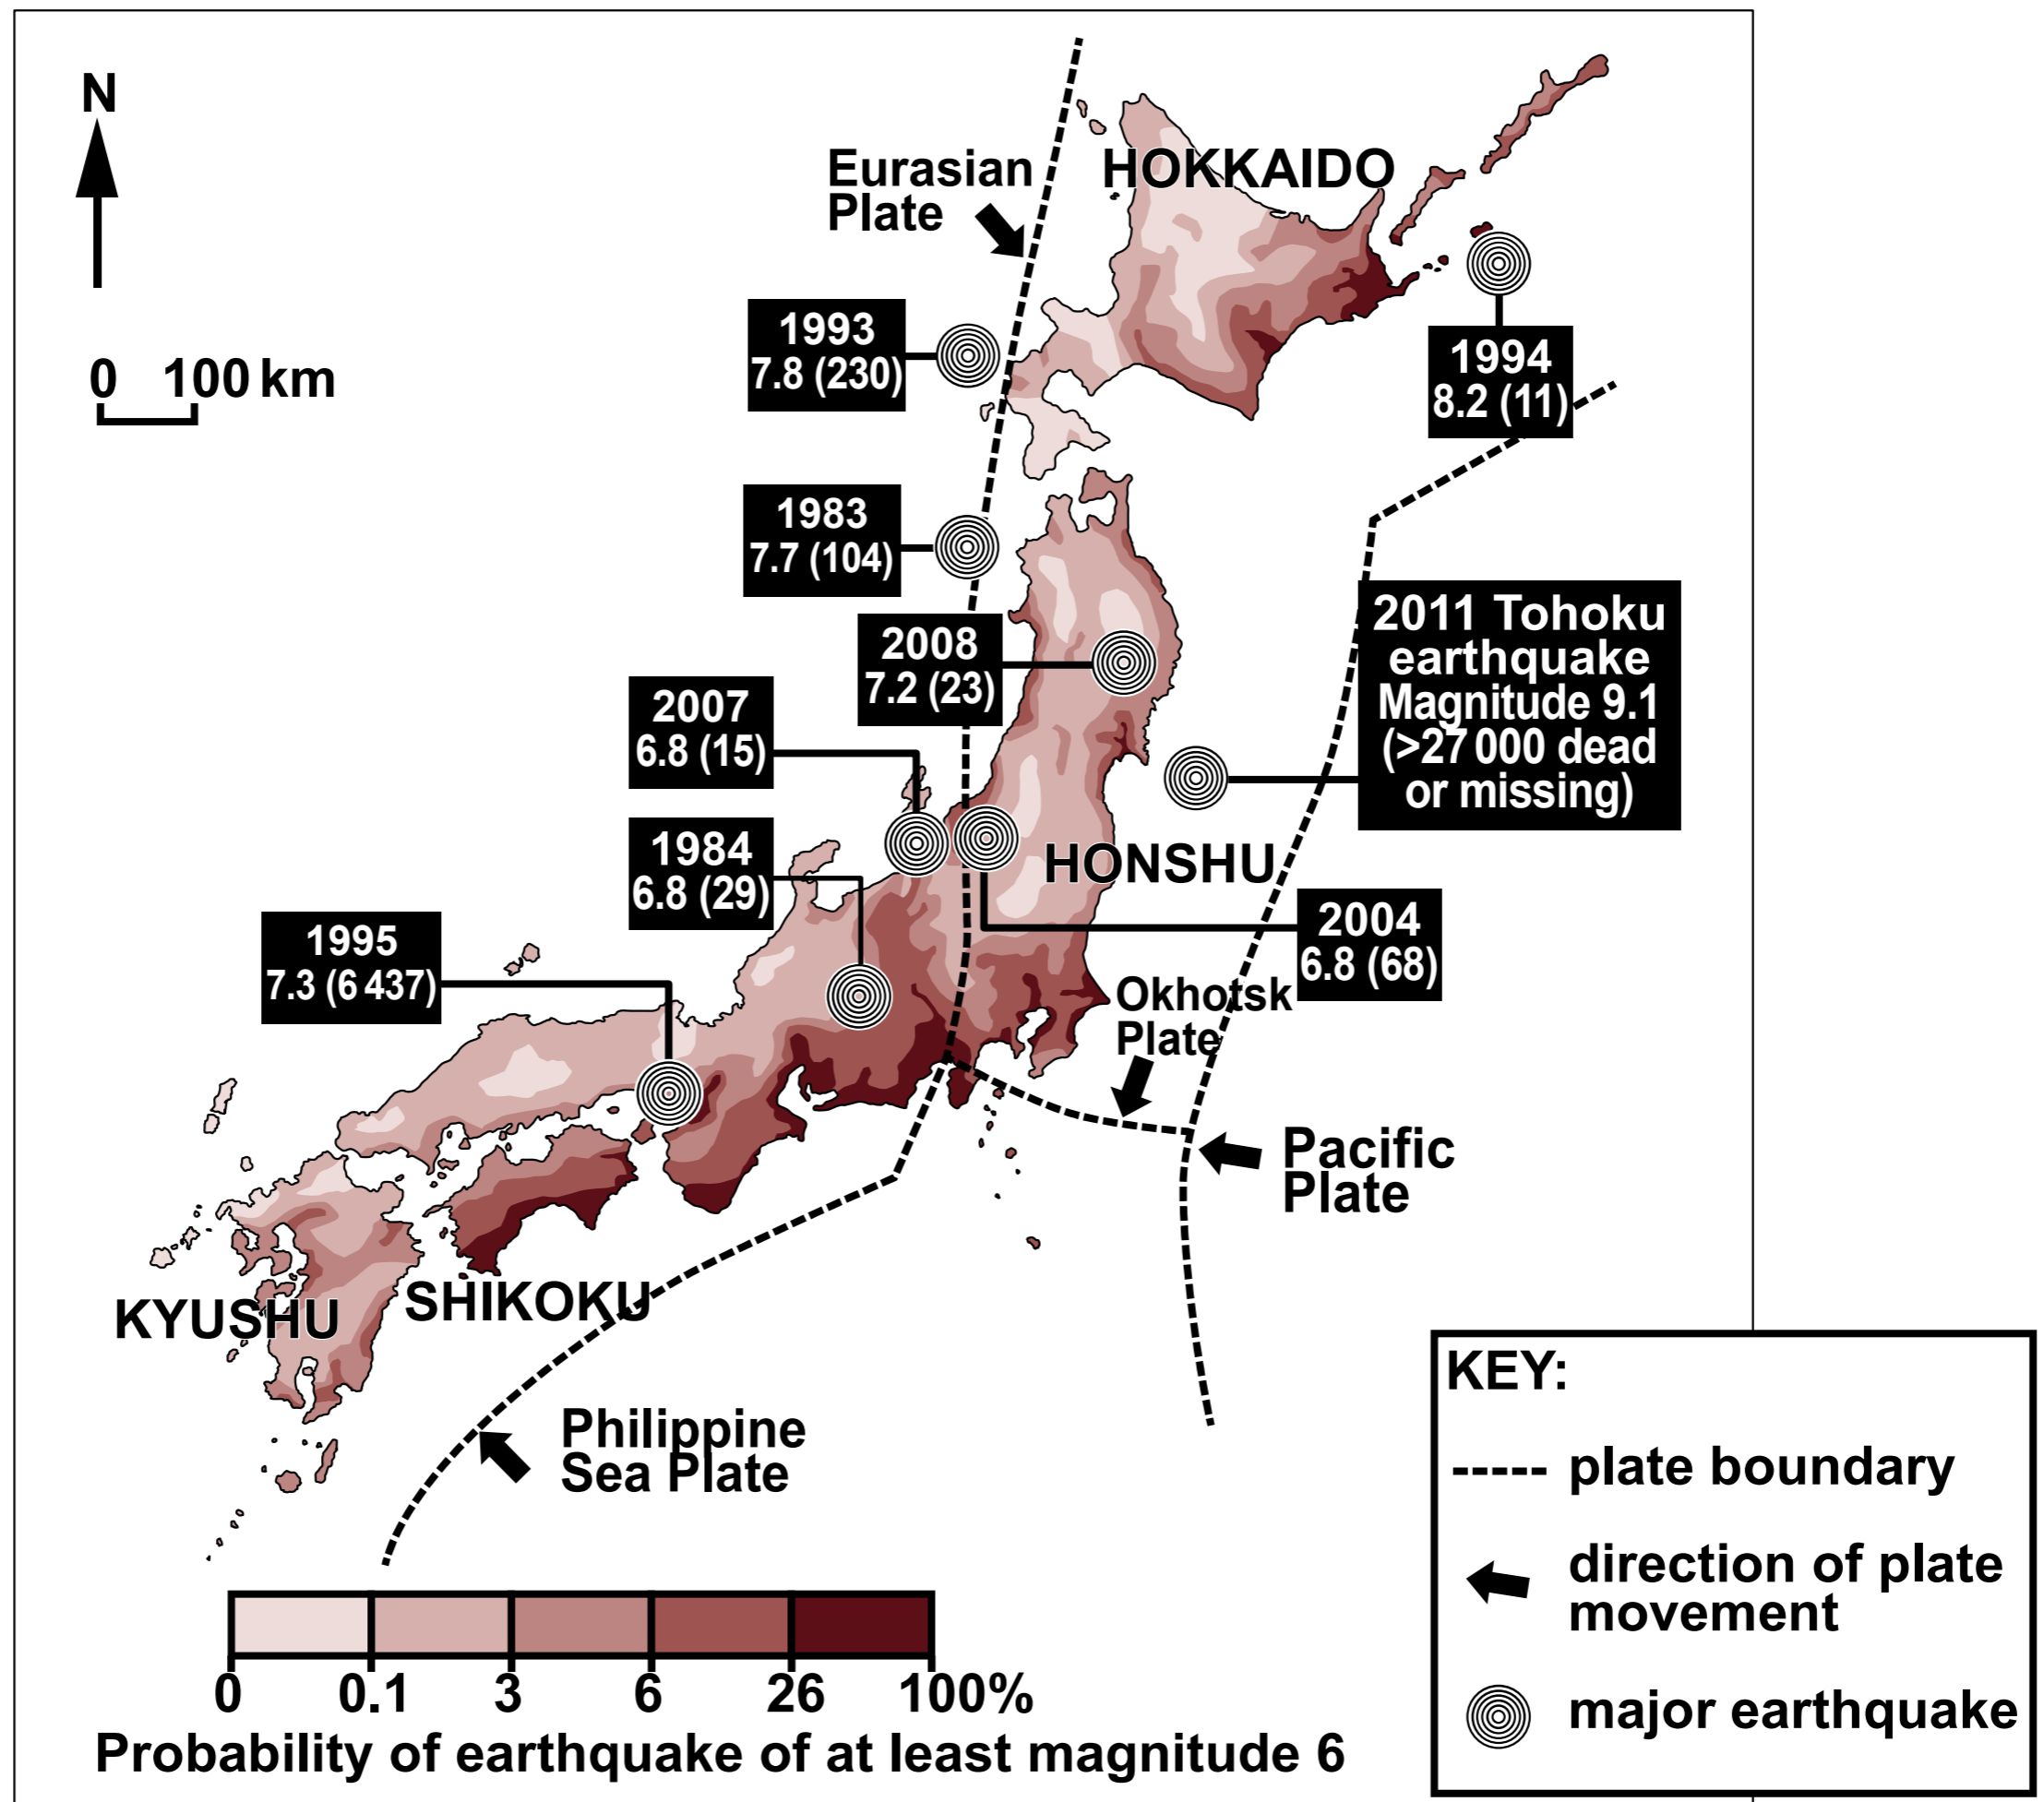 N
0 100 km
Eurasian
Plate
HOKKAIDO
1993
7.8 (230)
1994
8.2 (11)
1983
7.7 (104)
2008
7.2 (23)
2011 Tohoku
earthquake
Magnitude 9.1
(>27 000 dead
or missing)
2007
6.8 (15)
1984
6.8 (29)
HONSHU
2004
6.8 (68)
1995
7.3 (6 437)
Okhotsk
Plate
Pacific
Plate
SHIKOKU
KYUSHU
Philippine
Sea Plate
KEY:
plate boundary
direction of plate
movement
major earthquake
0 0.1 3 6 26 100%
Probability of earthquake of at least magnitude 6